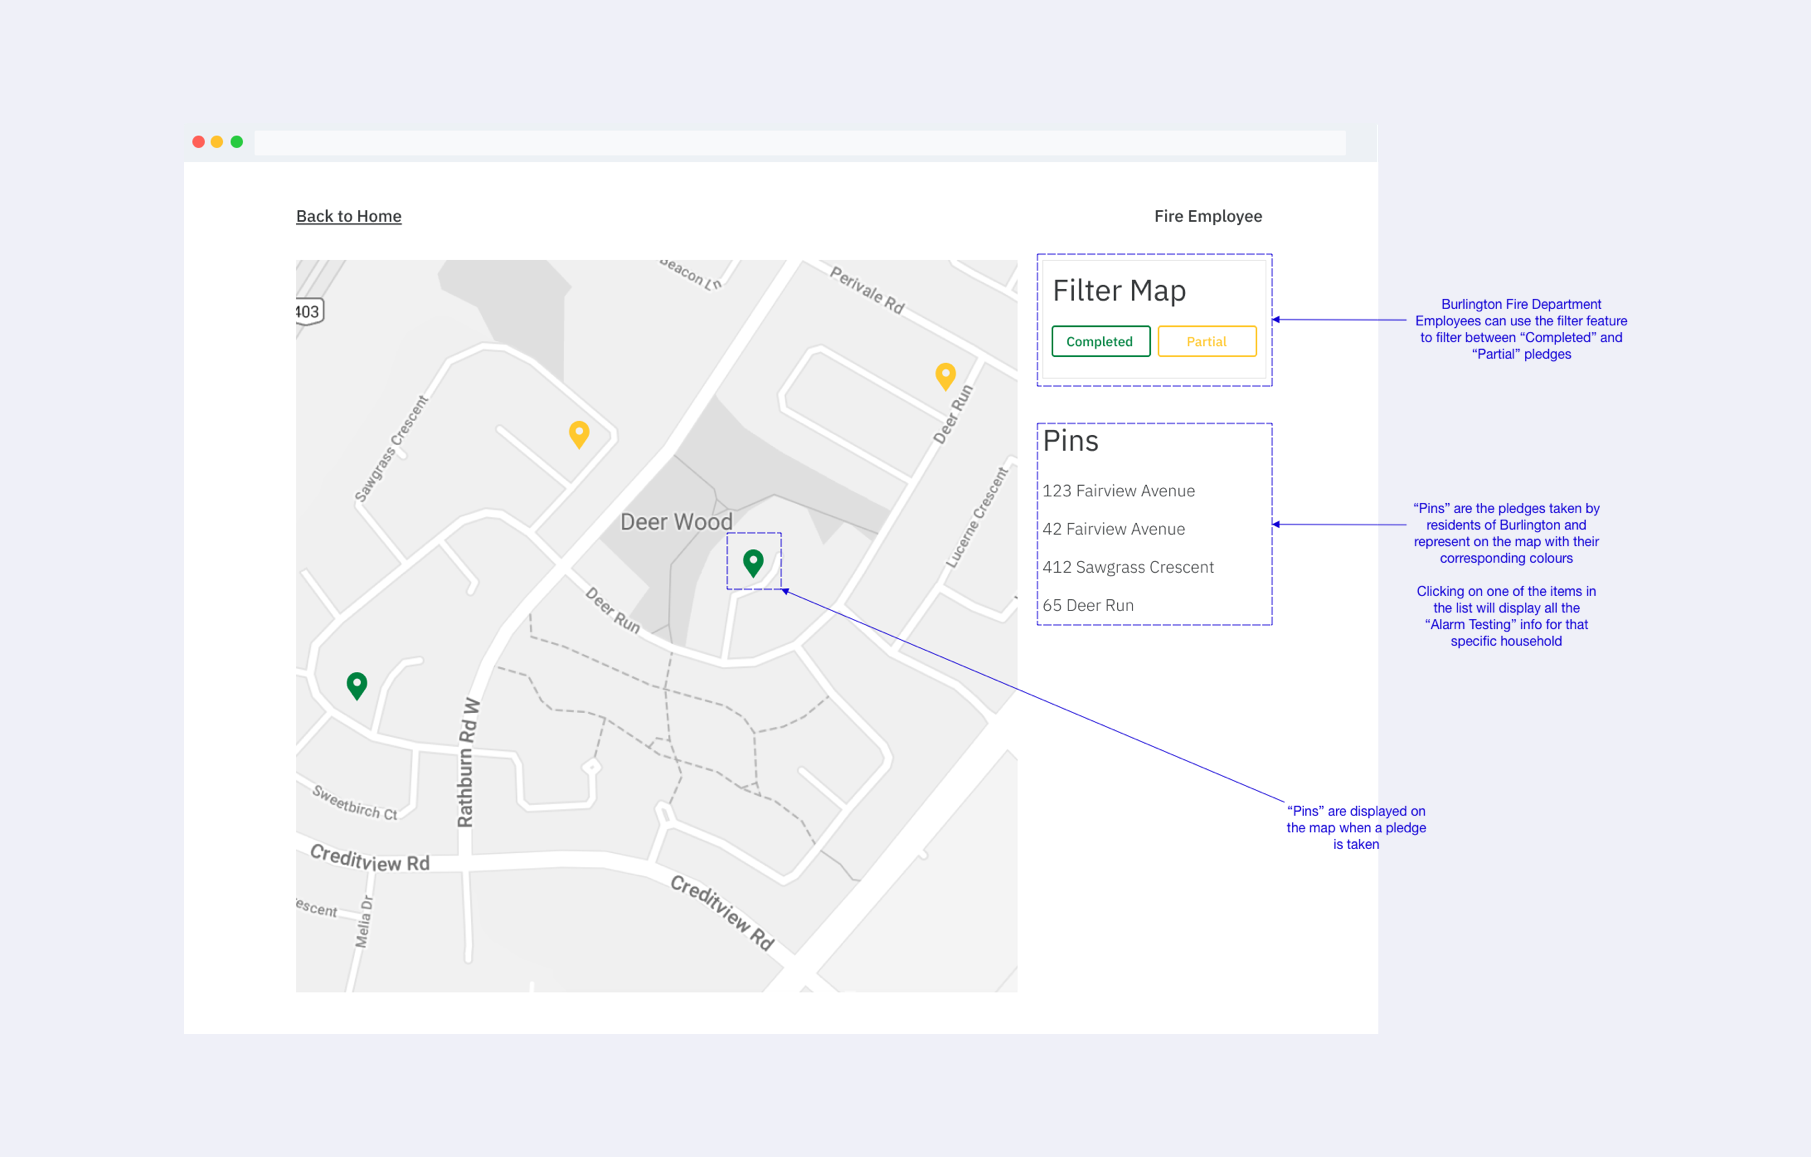 Back to Home
Fire Employee
Beacon Ln
Perivale Rd
403
Sawgrass Crescent
Deer Run
Lucerne Crescent
Deer Wood
Deer Run
Rathburn Rd W
Sweetbirch Ct
Creditview Rd
Creditview Rd
escent
Melia Dr
Filter Map
Completed
Partial
Pins
123 Fairview Avenue
42 Fairview Avenue
412 Sawgrass Crescent
65 Deer Run
Burlington Fire Department
Employees can use the filter feature
to filter between “Completed” and
“Partial” pledges
“Pins” are the pledges taken by
residents of Burlington and
represent on the map with their
corresponding colours
Clicking on one of the items in
the list will display all the
“Alarm Testing” info for that
specific household
“Pins” are displayed on
the map when a pledge
is taken